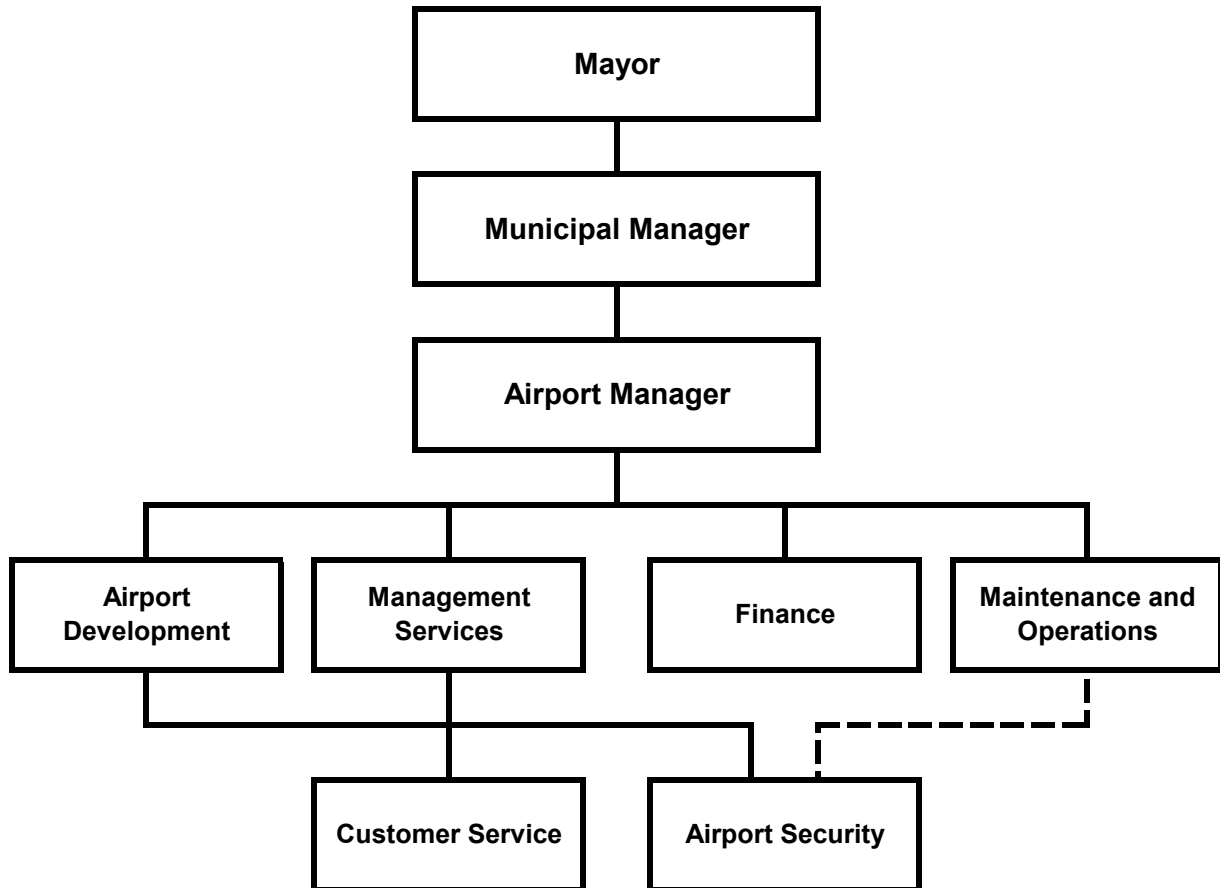 Mayor
Municipal Manager
Airport Manager
Airport
Development
Management
Services
Finance
Maintenance and
Operations
Customer Service
Airport Security